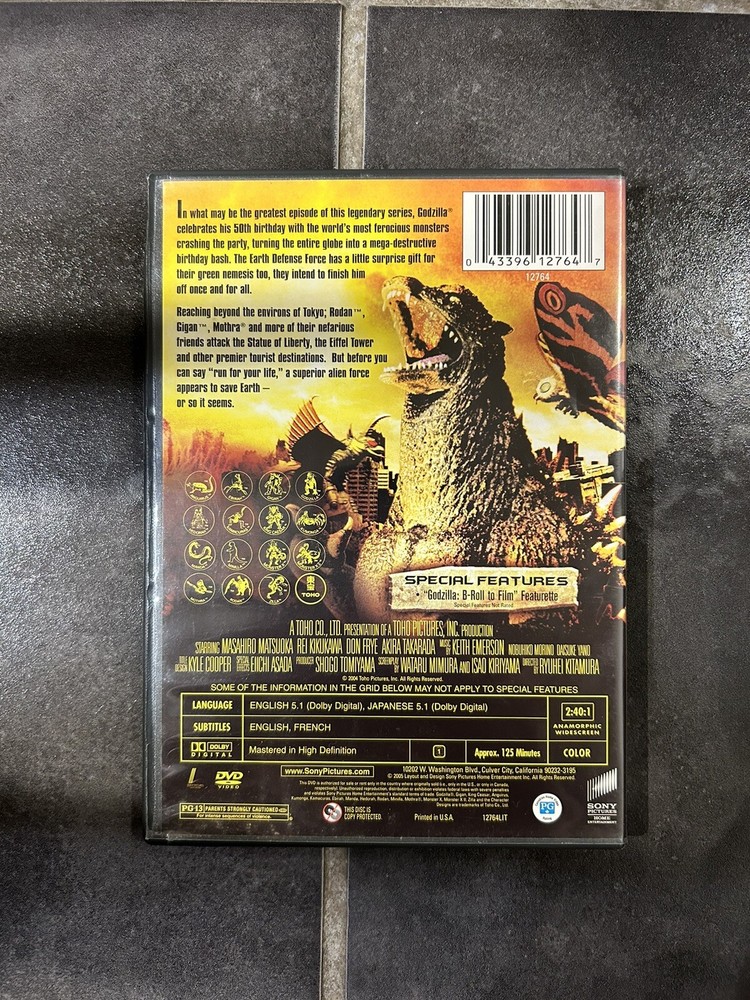 In what may be the greatest episode of this legendary series, Godzilla®
celebrates his 50th birthday with the world's most ferocious monsters
crashing the party, turning the entire globe into a mega-destructive
birthday bash. The Earth Defense Force has a little surprise gift for
their green nemesis too, they intend to finish him
off once and for all.
Reaching beyond the environs of Tokyo; Rodan™,
Gigan™, Mothra® and more of their nefarious
friends attack the Statue of Liberty, the Eiffel Tower
and other premier tourist destinations. But before you
can say "run for your life," a superior alien force
appears to save Earth –
or so it seems.
0 43396 12764 7
12764
TOHO
SPECIAL FEATURES
• "Godzilla: B-Roll to Film" Featurette
Special Features Not Rated
A TOHO CO., LTD. PRESENTATION OF A TOHO PICTURES, INC. PRODUCTION
STARRING MASAHIRO MATSUOKA REI KIKUKAWA DON FRYE AKIRA TAKARADA MUSIC BY KEITH EMERSON NOBUHIKO MORINO DAISUKE YANO
TITLE DESIGN KYLE COOPER SPECIAL EFFECTS EIICHI ASADA PRODUCER SHOGO TOMIYAMA SCREENPLAY BY WATARU MIMURA AND ISAO KIRIYAMA DIRECTED BY RYUHEI KITAMURA
© 2004 Toho Pictures, Inc. All Rights Reserved.
SOME OF THE INFORMATION IN THE GRID BELOW MAY NOT APPLY TO SPECIAL FEATURES
LANGUAGE ENGLISH 5.1 (Dolby Digital), JAPANESE 5.1 (Dolby Digital)
2:40:1
ANAMORPHIC
WIDESCREEN
SUBTITLES ENGLISH, FRENCH
DOLBY
DIGITAL
Mastered in High Definition 1 Approx. 125 Minutes COLOR
www.SonyPictures.com
10202 W. Washington Blvd., Culver City, California 90232-3195
© 2005 Layout and Design Sony Pictures Home Entertainment Inc. All Rights Reserved.
DVD
VIDEO
PG-13 PARENTS STRONGLY CAUTIONED
For intense sequences of violence.
THIS DISC IS
COPY PROTECTED.
Printed in U.S.A.
12764LIT
PG
SONY
PICTURES
HOME
ENTERTAINMENT